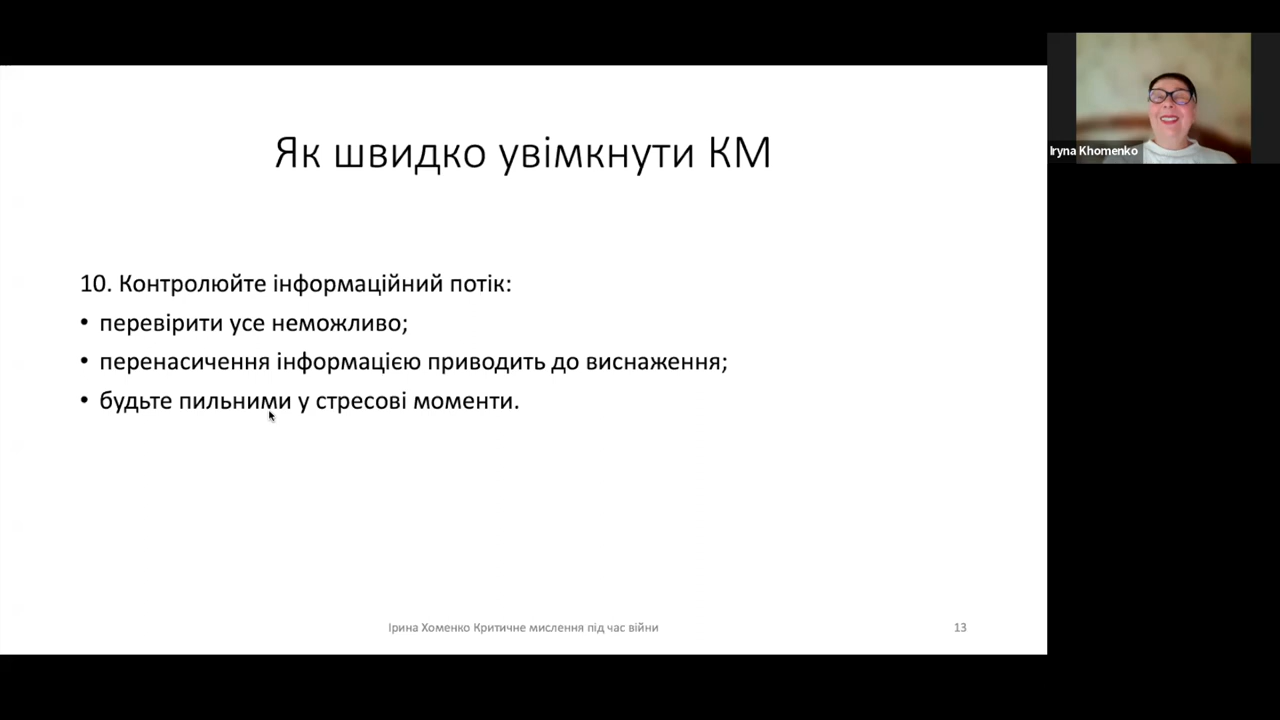 Як швидко увімкнути КМ
10. Контролюйте інформаційний потік:
• перевірити усе неможливо;
• перенасичення інформацією приводить до виснаження;
• будьте пильними у стресові моменти.
Ірина Хоменко Критичне мислення під час війни
13
Iryna Khomenko